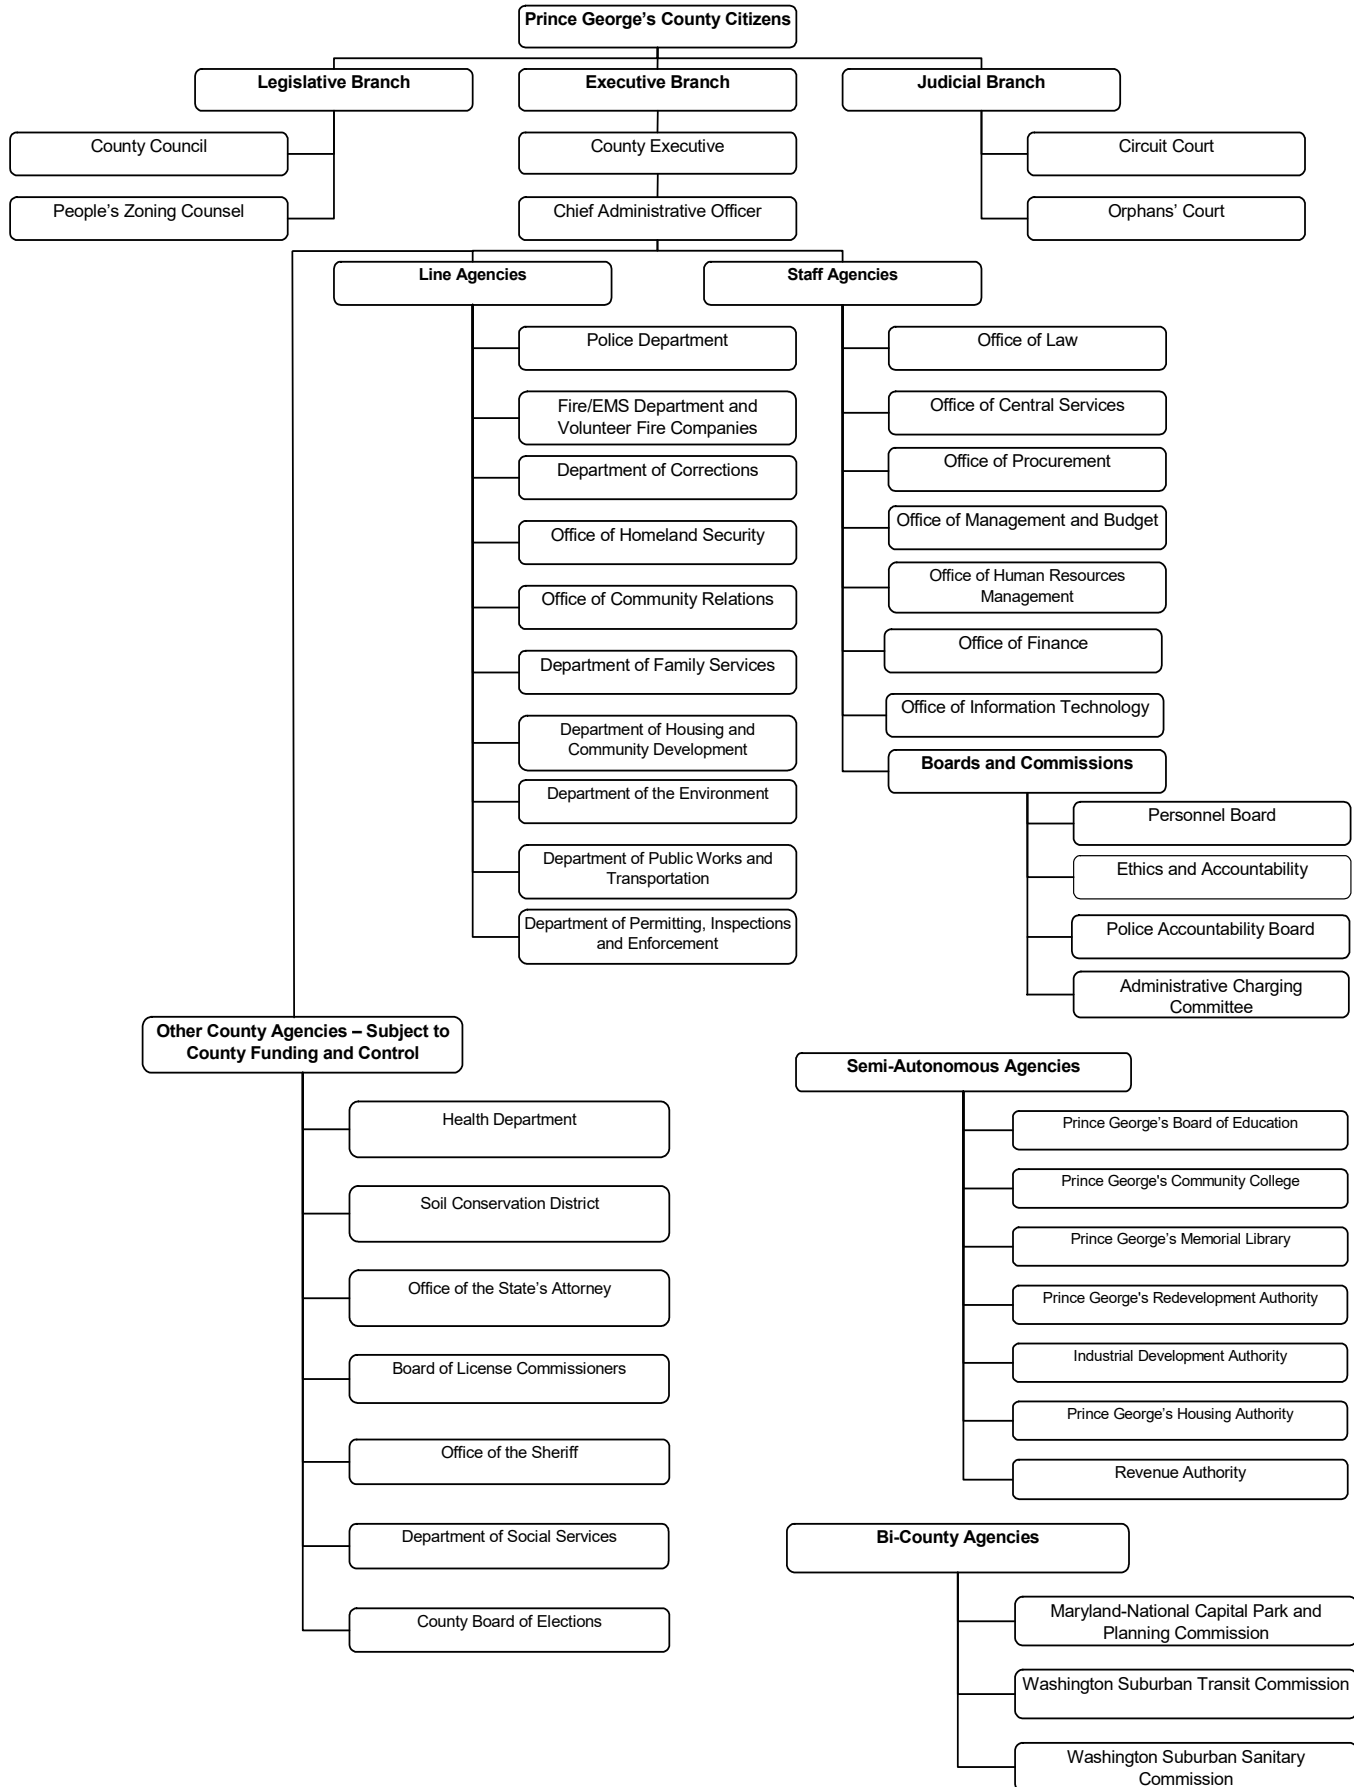 Prince George’s County Citizens
Legislative Branch
Executive Branch
Judicial Branch
County Council
County Executive
Circuit Court
People’s Zoning Counsel
Chief Administrative Officer
Orphans’ Court
Line Agencies
Staff Agencies
Police Department
Fire/EMS Department and
Volunteer Fire Companies
Department of Corrections
Office of Homeland Security
Office of Community Relations
Department of Family Services
Department of Housing and
Community Development
Department of the Environment
Department of Public Works and
Transportation
Department of Permitting, Inspections
and Enforcement
Office of Law
Office of Central Services
Office of Procurement
Office of Management and Budget
Office of Human Resources
Management
Office of Finance
Office of Information Technology
Boards and Commissions
Personnel Board
Ethics and Accountability
Police Accountability Board
Administrative Charging
Committee
Other County Agencies – Subject to
County Funding and Control
Health Department
Soil Conservation District
Office of the State’s Attorney
Board of License Commissioners
Office of the Sheriff
Department of Social Services
County Board of Elections
Semi-Autonomous Agencies
Prince George’s Board of Education
Prince George's Community College
Prince George’s Memorial Library
Prince George's Redevelopment Authority
Industrial Development Authority
Prince George’s Housing Authority
Revenue Authority
Bi-County Agencies
Maryland-National Capital Park and
Planning Commission
Washington Suburban Transit Commission
Washington Suburban Sanitary
Commission